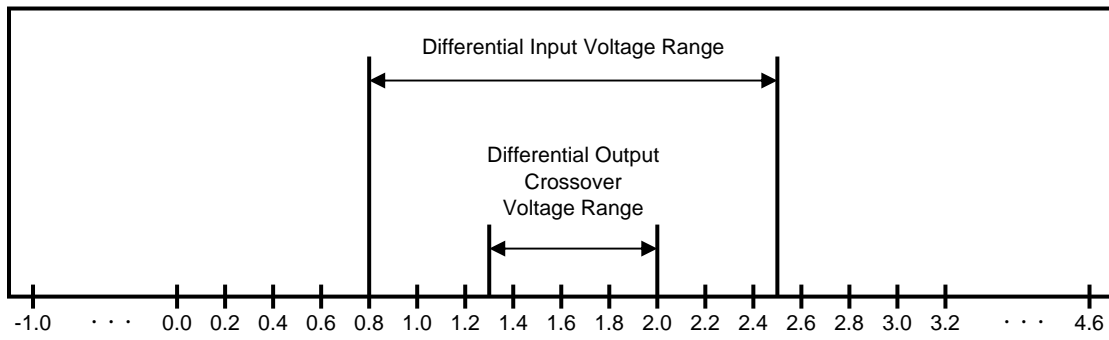 Differential Input Voltage Range
Differential Output
Crossover
Voltage Range
-1.0 · · · 0.0 0.2 0.4 0.6 0.8 1.0 1.2 1.4 1.6 1.8 2.0 2.2 2.4 2.6 2.8 3.0 3.2 · · · 4.6